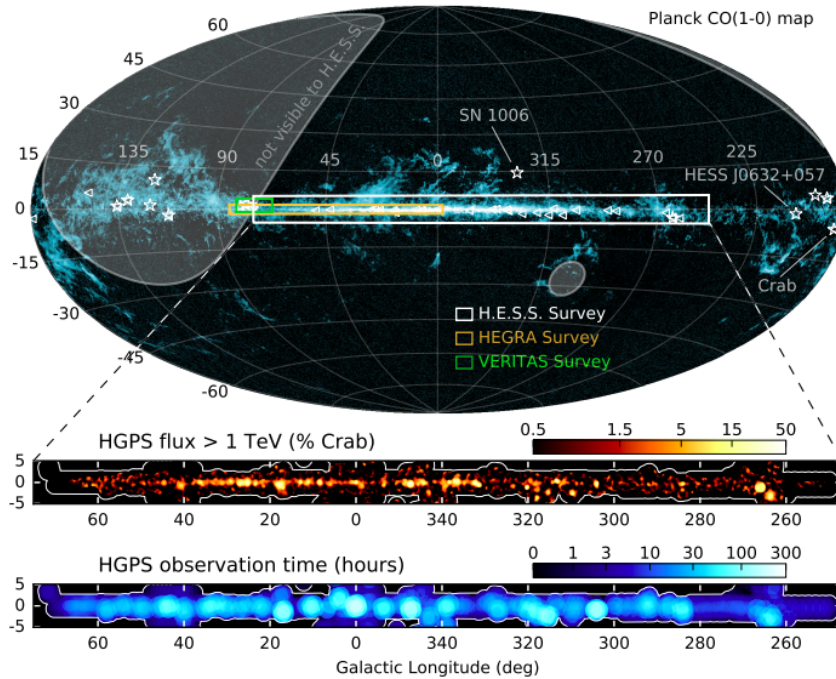 Planck CO(1-0) map
60
45
30
15
0
-15
-30
-45
-60
not visible to H.E.S.S.
135
90
45
0
315
270
225
SN 1006
HESS J0632+057
Crab
H.E.S.S. Survey
HEGRA Survey
VERITAS Survey
HGPS flux > 1 TeV (% Crab)
0.5 1.5 5 15 50
5
0
-5
60 40 20 0 340 320 300 280 260
HGPS observation time (hours)
0 1 3 10 30 100 300
5
0
-5
60 40 20 0 340 320 300 280 260
Galactic Longitude (deg)